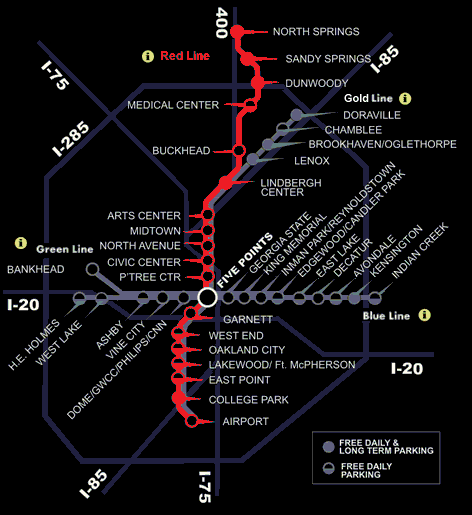 400
NORTH SPRINGS
I-75
Red Line
SANDY SPRINGS
I-85
DUNWOODY
MEDICAL CENTER
Gold Line
DORAVILLE
I-285
CHAMBLEE
BROOKHAVEN/OGLETHORPE
BUCKHEAD
LENOX
LINDBERGH
CENTER
ARTS CENTER
MIDTOWN
NORTH AVENUE
CIVIC CENTER
P'TREE CTR
FIVE POINTS
GEORGIA STATE
KING MEMORIAL
INMAN PARK/REYNOLDSTOWN
EDGEWOOD/CANDLER PARK
EAST LAKE
DECATUR
AVONDALE
KENSINGTON
INDIAN CREEK
Green Line
BANKHEAD
I-20
Blue Line
H.E. HOLMES
WEST LAKE
ASHBY
VINE CITY
DOME/GWCC/PHILIPS/CNN
GARNETT
WEST END
OAKLAND CITY
LAKEWOOD/ Ft. McPHERSON
I-20
EAST POINT
COLLEGE PARK
AIRPORT
I-85
I-75
FREE DAILY &
LONG TERM PARKING
FREE DAILY
PARKING